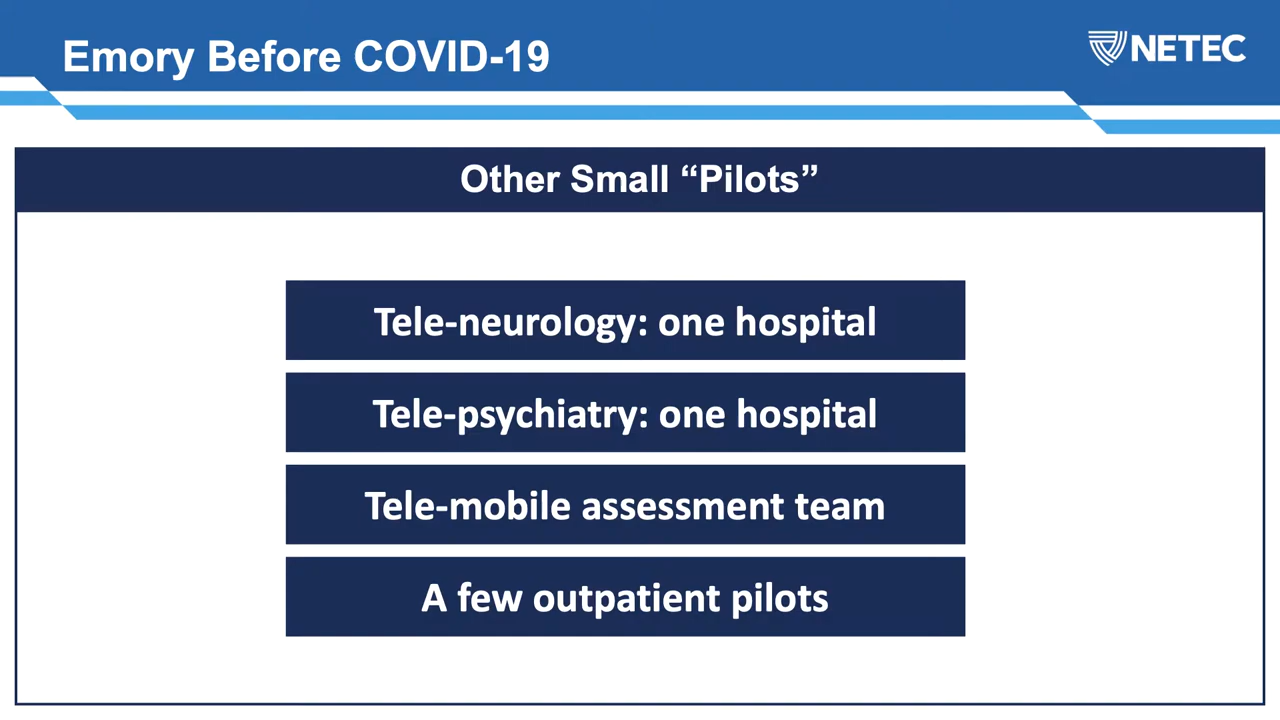 Emory Before COVID-19
NETEC
Other Small “Pilots”
Tele-neurology: one hospital
Tele-psychiatry: one hospital
Tele-mobile assessment team
A few outpatient pilots